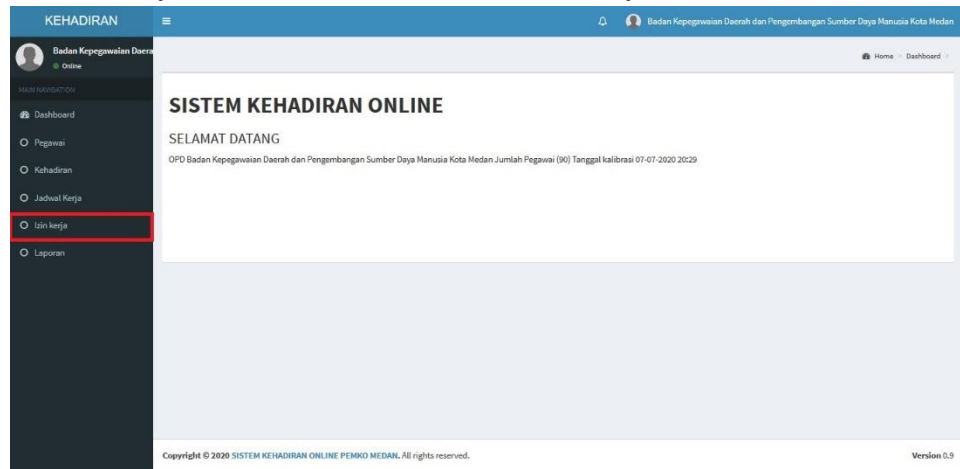 KEHADIRAN
Badan Kepegawaian Daerah dan Pengembangan Sumber Daya Manusia Kota Medan
Badan Kepegawaian Daera
Online
Home > Dashboard >
MAIN NAVIGATION
Dashboard
Pegawai
Kehadiran
Jadwal Kerja
Izin kerja
Laporan
SISTEM KEHADIRAN ONLINE
SELAMAT DATANG
OPD Badan Kepegawaian Daerah dan Pengembangan Sumber Daya Manusia Kota Medan Jumlah Pegawai (90) Tanggal kalibrasi 07-07-2020 20:29
Copyright © 2020 SISTEM KEHADIRAN ONLINE PEMKO MEDAN. All rights reserved.
Version 0.9